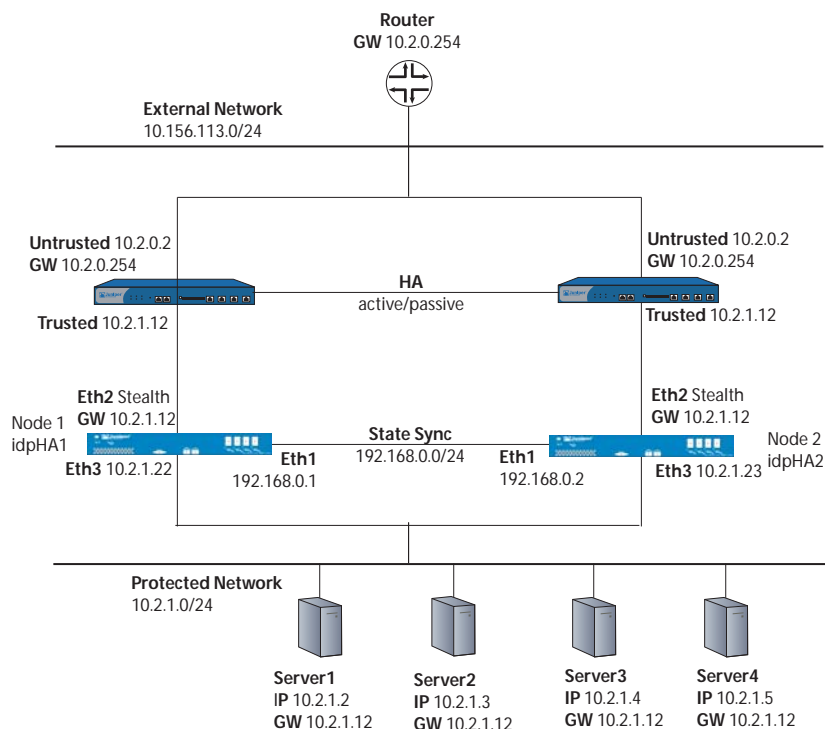 Router
GW 10.2.0.254
External Network
10.156.113.0/24
Untrusted 10.2.0.2
GW 10.2.0.254
Untrusted 10.2.0.2
GW 10.2.0.254
HA
active/passive
Trusted 10.2.1.12
Trusted 10.2.1.12
Eth2 Stealth
GW 10.2.1.12
Node 1
idpHA1
Eth3 10.2.1.22
Eth1
192.168.0.1
State Sync
192.168.0.0/24
Eth2 Stealth
GW 10.2.1.12
Node 2
idpHA2
Eth1
192.168.0.2
Eth3 10.2.1.23
Protected Network
10.2.1.0/24
Server1
IP 10.2.1.2
GW 10.2.1.12
Server2
IP 10.2.1.3
GW 10.2.1.12
Server3
IP 10.2.1.4
GW 10.2.1.12
Server4
IP 10.2.1.5
GW 10.2.1.12